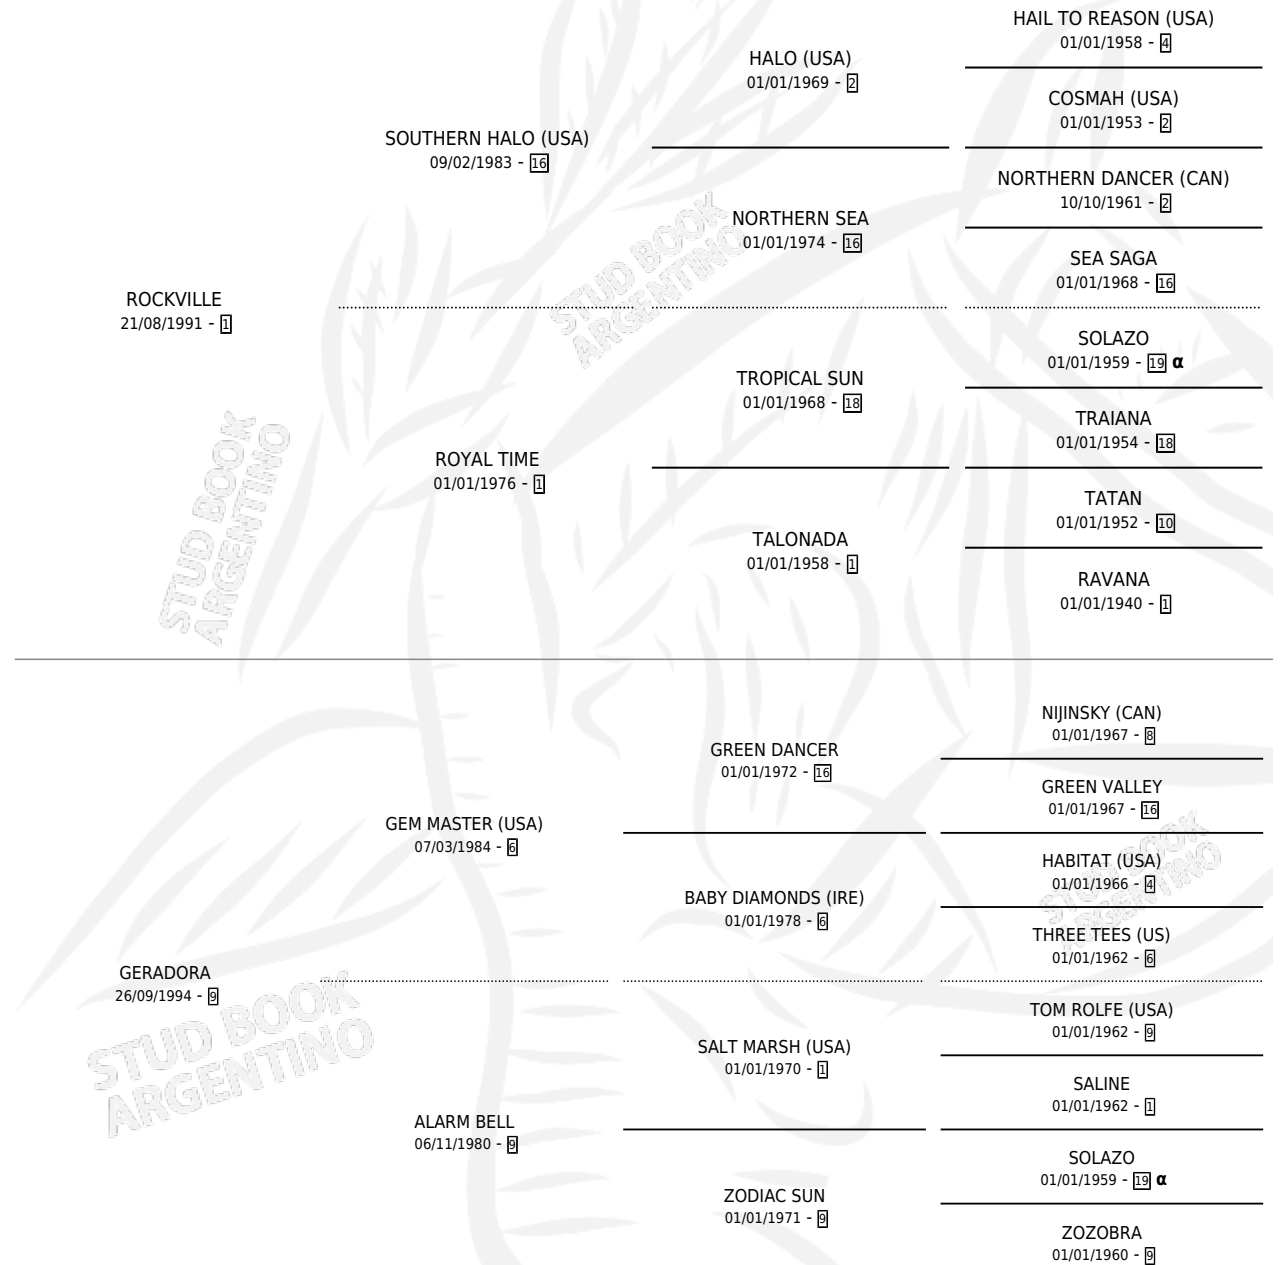 HAIL TO REASON (USA)
01/01/1958 - 4
HALO (USA)
01/01/1969 - 2
COSMAH (USA)
01/01/1953 - 2
SOUTHERN HALO (USA)
09/02/1983 - 16
NORTHERN DANCER (CAN)
10/10/1961 - 2
NORTHERN SEA
01/01/1974 - 16
SEA SAGA
01/01/1968 - 16
STUD BOOK
ARGENTINO
ROCKVILLE
21/08/1991 - 1
SOLAZO
01/01/1959 - 19 α
TROPICAL SUN
01/01/1968 - 18
TRAIANA
01/01/1954 - 18
ROYAL TIME
01/01/1976 - 1
TATAN
01/01/1952 - 10
TALONADA
01/01/1958 - 1
RAVANA
01/01/1940 - 1
STUD BOOK
ARGENTINO
NIJINSKY (CAN)
01/01/1967 - 8
GREEN DANCER
01/01/1972 - 16
GREEN VALLEY
01/01/1967 - 16
GEM MASTER (USA)
07/03/1984 - 6
HABITAT (USA)
01/01/1966 - 4
BABY DIAMONDS (IRE)
01/01/1978 - 6
THREE TEES (US)
01/01/1962 - 6
STUD BOOK
ARGENTINO
GERADORA
26/09/1994 - 9
TOM ROLFE (USA)
01/01/1962 - 9
SALT MARSH (USA)
01/01/1970 - 1
SALINE
01/01/1962 - 1
STUD BOOK
ARGENTINO
ALARM BELL
06/11/1980 - 9
SOLAZO
01/01/1959 - 19 α
ZODIAC SUN
01/01/1971 - 9
ZOZOBRA
01/01/1960 - 9